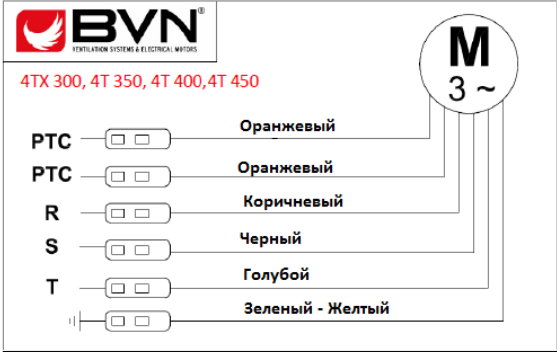 BVN®
VENTILATION SYSTEMS & ELECTRICAL MOTORS
4TX 300, 4T 350, 4T 400,4T 450
M
3 ~
PTC Оранжевый
PTC Оранжевый
R Коричневый
S Черный
T Голубой
Зеленый - Желтый